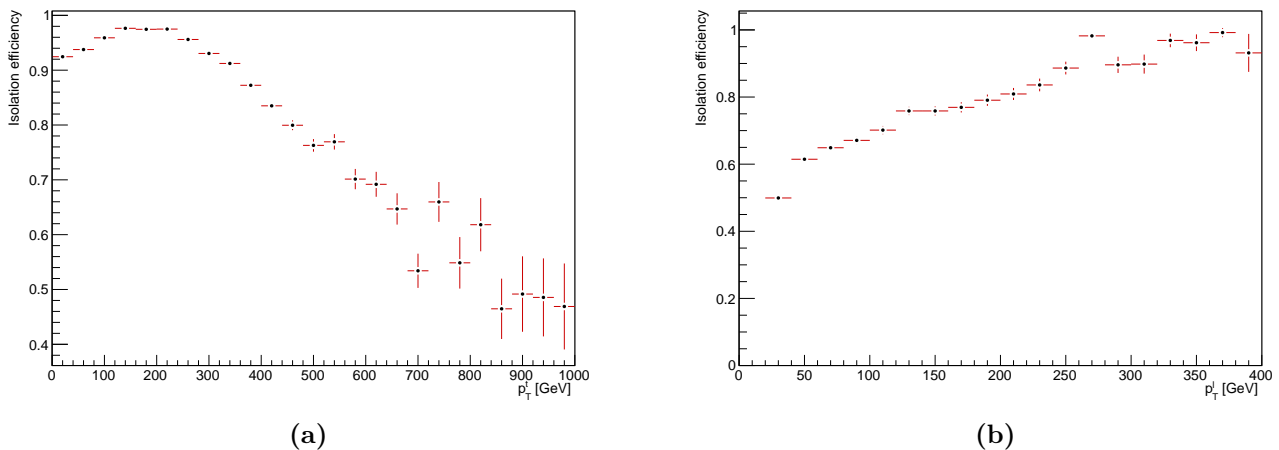 Isolation efficiency
1
0.9
0.8
0.7
0.6
0.5
0.4
0 100 200 300 400 500 600 700 800 900 1000
p_T^t [GeV]
(a)
Isolation efficiency
1
0.8
0.6
0.4
0.2
0
0 50 100 150 200 250 300 350 400
p_T^l [GeV]
(b)